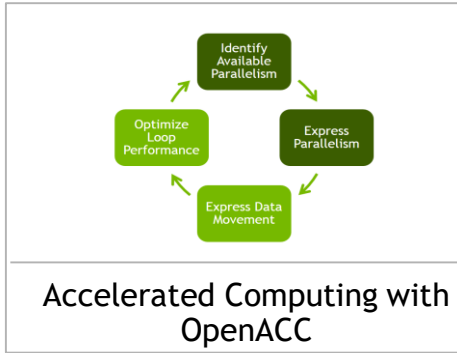 Identify
Available
Parallelism
Optimize
Loop
Performance
Express
Parallelism
Express Data
Movement
Accelerated Computing with
OpenACC